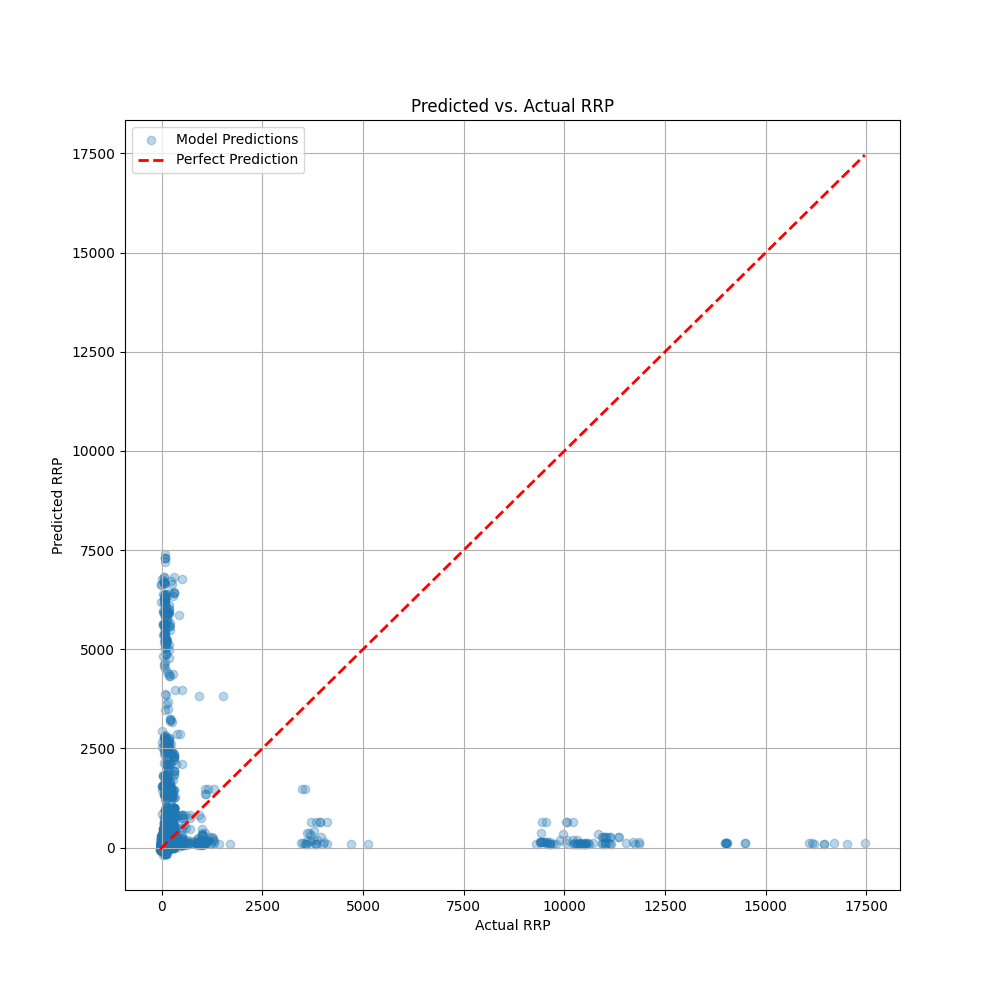 Predicted vs. Actual RRP
Model Predictions
Perfect Prediction
17500
15000
12500
10000
7500
5000
2500
0
Predicted RRP
0 2500 5000 7500 10000 12500 15000 17500
Actual RRP